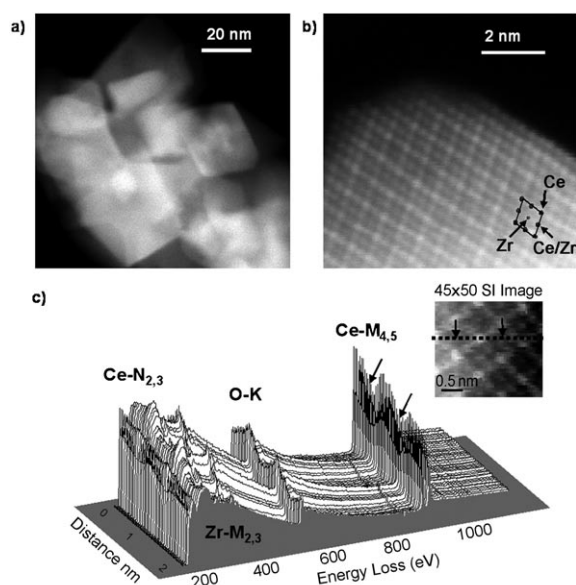 a)
20 nm
b)
2 nm
Ce
Zr
Ce/Zr
c)
45x50 SI Image
0.5 nm
Ce-M4,5
Ce-N2,3
O-K
Zr-M2,3
0
1
2
Distance nm
200
400
600
800
1000
Energy Loss (eV)